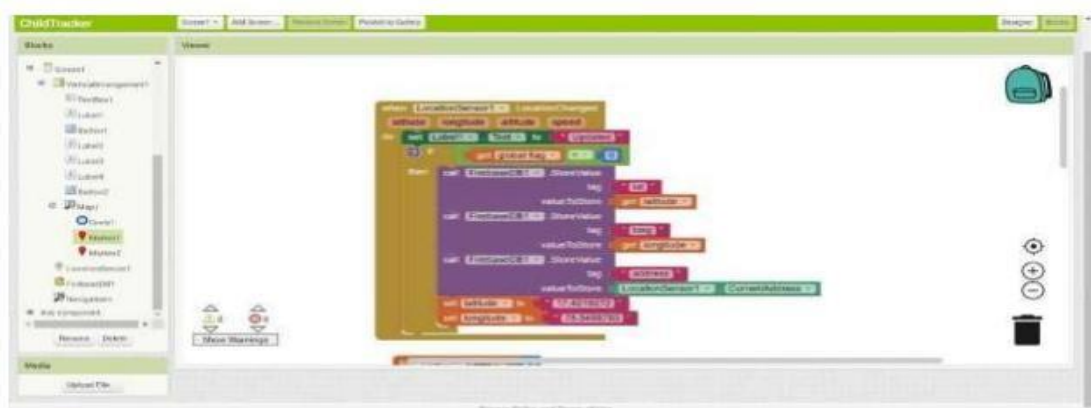 ChildTracker
Screen1 Add Screen ... Remove Screen Publish to Gallery
Designer Blocks
Blocks
Viewer
Screen1
VerticalArrangement1
TextBox1
Label1
Button1
Label2
Label3
Label4
Button2
Map1
Circle1
Marker1
Marker2
LocationSensor1
FirebaseDB1
Navigation1
Any component
Rename Delete
Media
Upload File ...
when LocationSensor1 .LocationChanged
latitude longitude altitude speed
do set Label1 . Text to " Updated "
if get global flag = 0
then call FirebaseDB1 .StoreValue
tag " lat "
valueToStore get latitude
call FirebaseDB1 .StoreValue
tag " long "
valueToStore get longitude
call FirebaseDB1 .StoreValue
tag " address "
valueToStore LocationSensor1 . CurrentAddress
set latitude to
set longitude to
Show Warnings